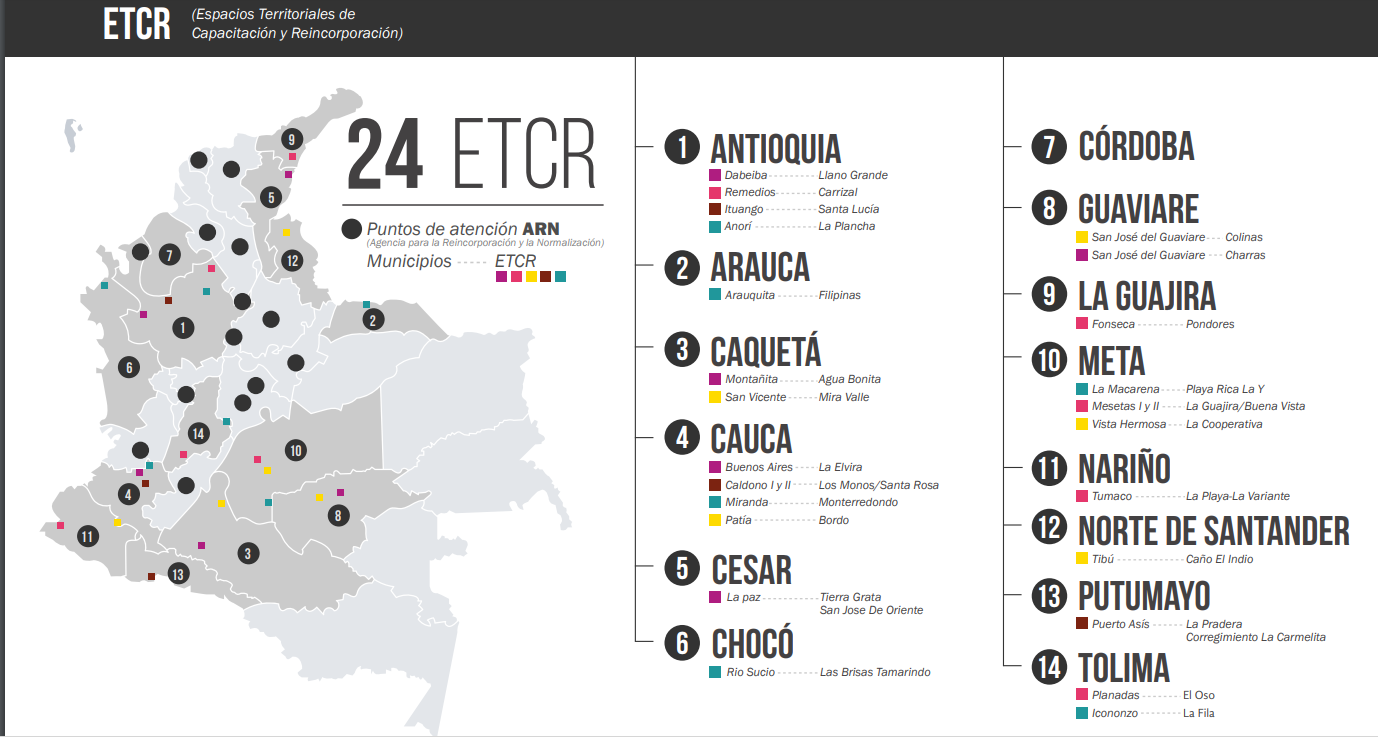 ETCR
(Espacios Territoriales de
Capacitación y Reincorporación)
24 ETCR
Puntos de atención ARN
(Agencia para la Reincorporación y la Normalización)
Municipios ETCR
9
5
12
7
1
2
6
14
10
4
8
11
3
13
1 ANTIOQUIA
Dabeiba Llano Grande
Remedios Carrizal
Ituango Santa Lucía
Anorí La Plancha
2 ARAUCA
Arauquita Filipinas
3 CAQUETÁ
Montañita Agua Bonita
San Vicente Mira Valle
4 CAUCA
Buenos Aires La Elvira
Caldono I y II Los Monos/Santa Rosa
Miranda Monterredondo
Patía Bordo
5 CESAR
La paz Tierra Grata
San Jose De Oriente
6 CHOCÓ
Rio Sucio Las Brisas Tamarindo
7 CÓRDOBA
8 GUAVIARE
San José del Guaviare Colinas
San José del Guaviare Charras
9 LA GUAJIRA
Fonseca Pondores
10 META
La Macarena Playa Rica La Y
Mesetas I y II La Guajira/Buena Vista
Vista Hermosa La Cooperativa
11 NARIÑO
Tumaco La Playa-La Variante
12 NORTE DE SANTANDER
Tibú Caño El Indio
13 PUTUMAYO
Puerto Asís La Pradera
Corregimiento La Carmelita
14 TOLIMA
Planadas El Oso
Icononzo La Fila